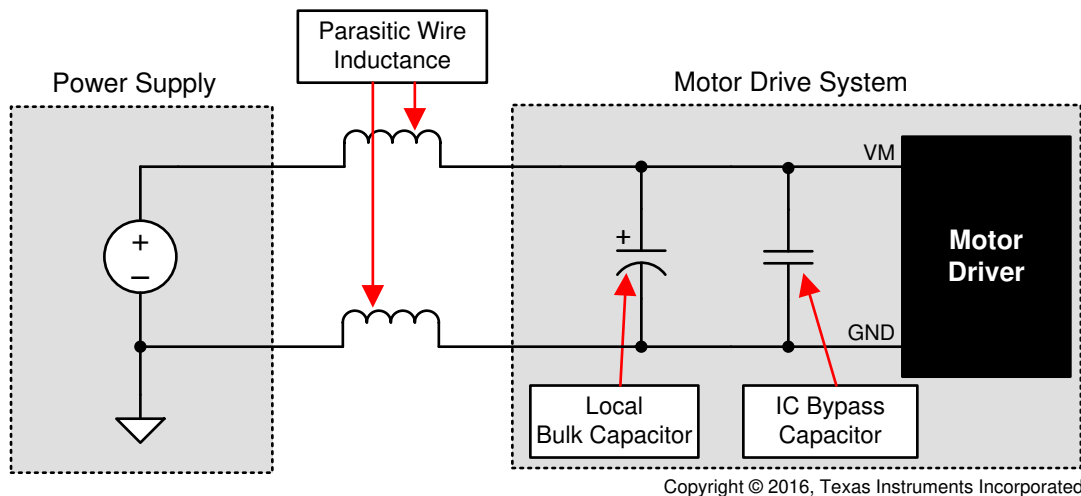 Parasitic Wire
Inductance
Power Supply
Motor Drive System
VM
+
–
+
Motor
Driver
GND
Local
Bulk Capacitor
IC Bypass
Capacitor
Copyright © 2016, Texas Instruments Incorporated